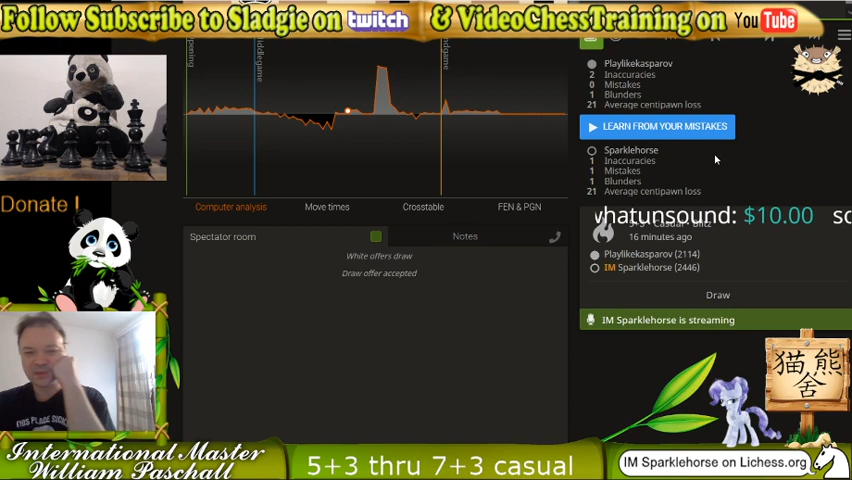 Follow Subscribe to Sladgie on twitch & VideoChessTraining on YouTube
Playlikekasparov
2 Inaccuracies
0 Mistakes
1 Blunders
21 Average centipawn loss
LEARN FROM YOUR MISTAKES
Sparklehorse
1 Inaccuracies
1 Mistakes
1 Blunders
21 Average centipawn loss
Computer analysis
Move times
Crosstable
FEN & PGN
Donate !
whatunsound: $10.00
16 minutes ago
Playlikekasparov (2114)
IM Sparklehorse (2446)
Spectator room
Notes
White offers draw
Draw offer accepted
Draw
IM Sparklehorse is streaming
猫熊
舍
International Master
William Paschall
5+3 thru 7+3 casual
IM Sparklehorse on Lichess.org